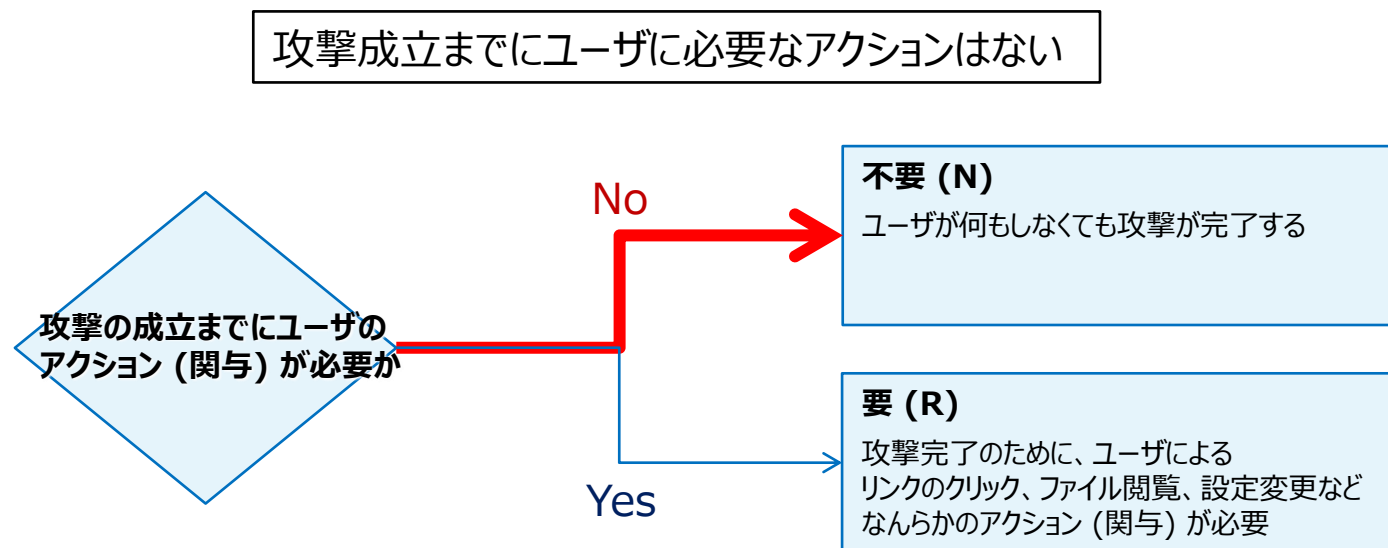 攻撃成立までにユーザに必要なアクションはない
攻撃の成立までにユーザの
アクション (関与) が必要か
No
不要 (N)
ユーザが何もしなくても攻撃が完了する
Yes
要 (R)
攻撃完了のために、ユーザによる
リンクのクリック、ファイル閲覧、設定変更など
なんらかのアクション (関与) が必要